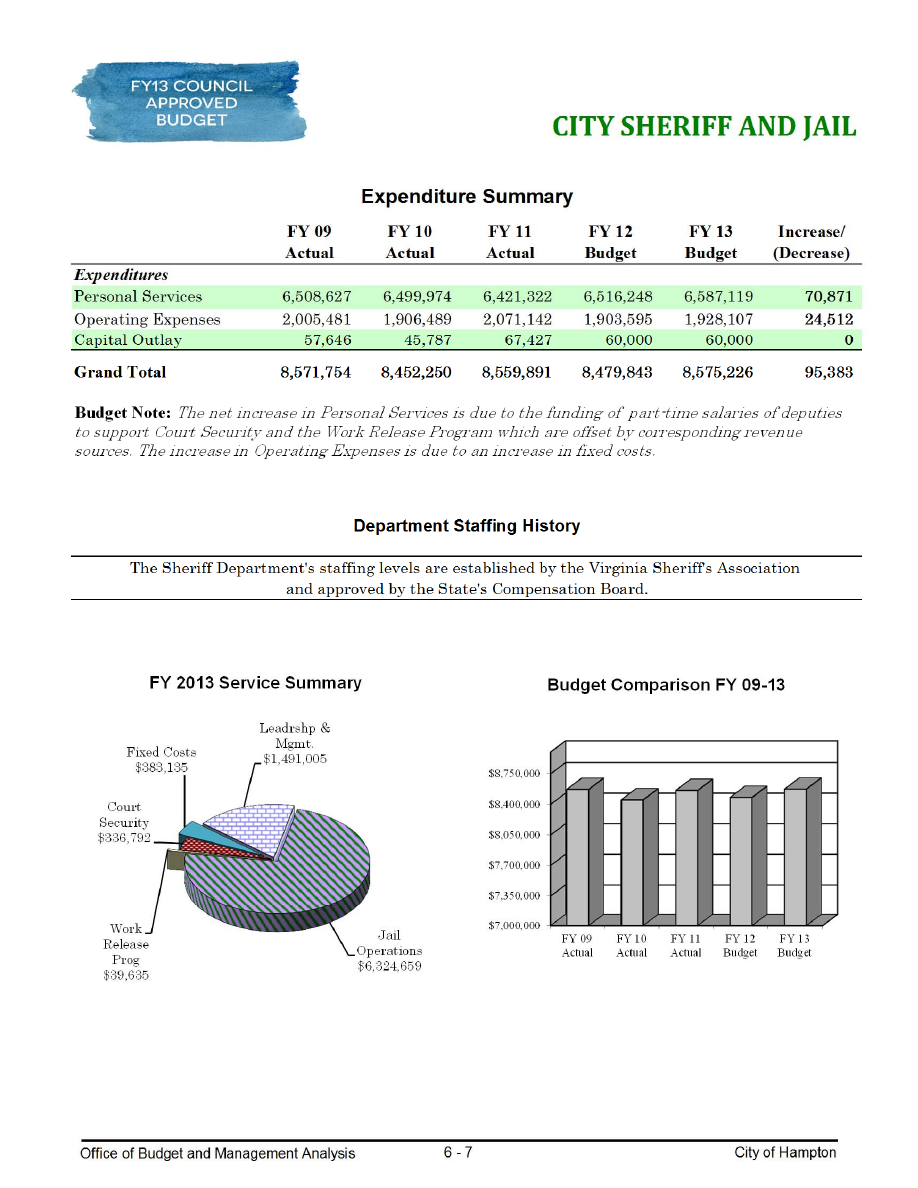 FY13 COUNCIL
APPROVED
BUDGET
CITY SHERIFF AND JAIL
Expenditure Summary
FY 09 FY 10 FY 11 FY 12 FY 13 Increase/
Actual Actual Actual Budget Budget (Decrease)
Expenditures
Personal Services 6,508,627 6,499,974 6,421,322 6,516,248 6,587,119 70,871
Operating Expenses 2,005,481 1,906,489 2,071,142 1,903,595 1,928,107 24,512
Capital Outlay 57,646 45,787 67,427 60,000 60,000 0
Grand Total 8,571,754 8,452,250 8,559,891 8,479,843 8,575,226 95,383
Budget Note: The net increase in Personal Services is due to the funding of part-time salaries of deputies
to support Court Security and the Work Release Program which are offset by corresponding revenue
sources. The increase in Operating Expenses is due to an increase in fixed costs.
Department Staffing History
The Sheriff Department's staffing levels are established by the Virginia Sheriff's Association
and approved by the State's Compensation Board.
FY 2013 Service Summary
Leadrshp &
Mgmt.
$1,491,005
Fixed Costs
$383,135
Court
Security
$336,792
Work
Release
Prog
$39,635
Jail
Operations
$6,324,659
Budget Comparison FY 09-13
$8,750,000
$8,400,000
$8,050,000
$7,700,000
$7,350,000
$7,000,000
FY 09 FY 10 FY 11 FY 12 FY 13
Actual Actual Actual Budget Budget
Office of Budget and Management Analysis 6 - 7 City of Hampton